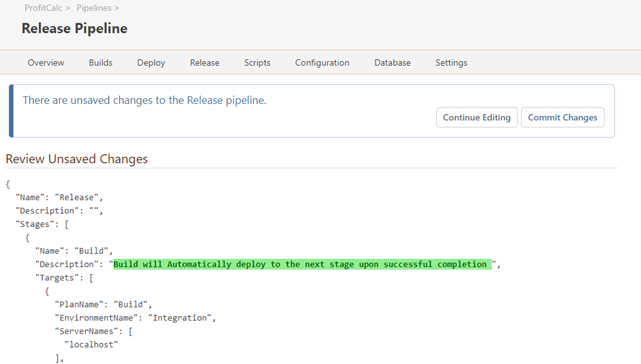 ProfitCalc > Pipelines >
Release Pipeline
Overview Builds Deploy Release Scripts Configuration Database Settings
There are unsaved changes to the Release pipeline.
Continue Editing Commit Changes
Review Unsaved Changes
{
"Name": "Release",
"Description": "",
"Stages": [
{
"Name": "Build",
"Description": "Build will Automatically deploy to the next stage upon successful completion ",
"Targets": [
{
"PlanName": "Build",
"EnvironmentName": "Integration",
"ServerNames": [
"localhost"
],